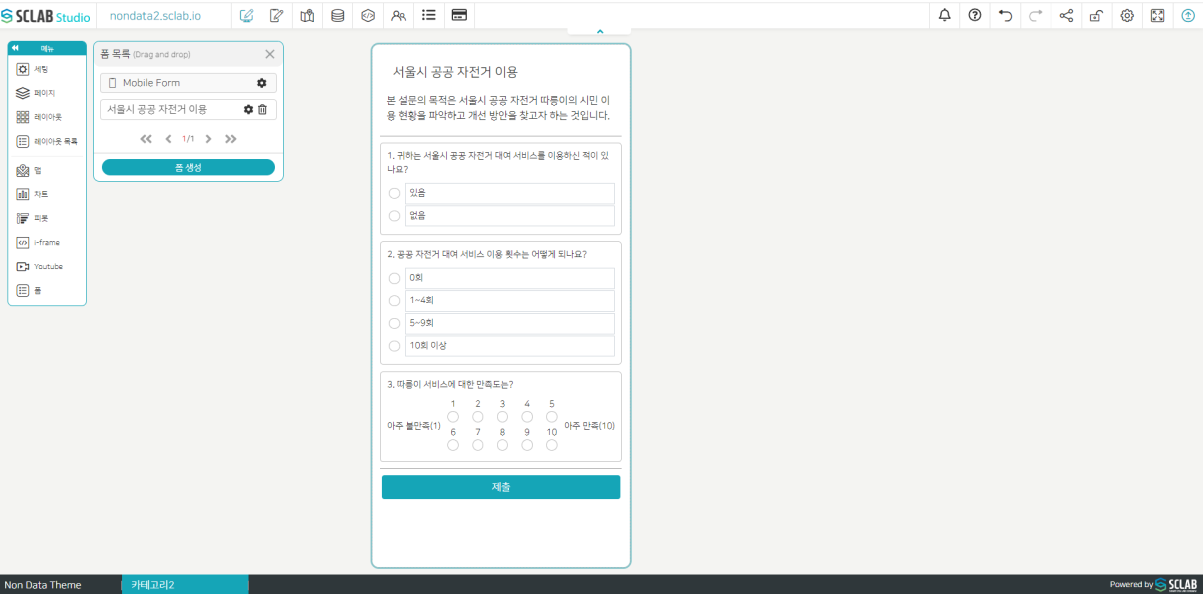 SCLAB Studio
nondata2.sclab.io
메뉴
세팅
페이지
레이아웃
레이아웃 목록
맵
차트
피봇
i-frame
Youtube
폼
폼 목록 (Drag and drop)
Mobile Form
서울시 공공 자전거 이용
1/1
폼 생성
서울시 공공 자전거 이용
본 설문의 목적은 서울시 공공 자전거 따릉이의 시민 이
용 현황을 파악하고 개선 방안을 찾고자 하는 것입니다.
1. 귀하는 서울시 공공 자전거 대여 서비스를 이용하신 적이 있
나요?
있음
없음
2. 공공 자전거 대여 서비스 이용 횟수는 어떻게 되나요?
0회
1~4회
5~9회
10회 이상
3. 따릉이 서비스에 대한 만족도는?
1 2 3 4 5
아주 불만족(1) 아주 만족(10)
6 7 8 9 10
제출
Non Data Theme
카테고리2
Powered by SCLAB